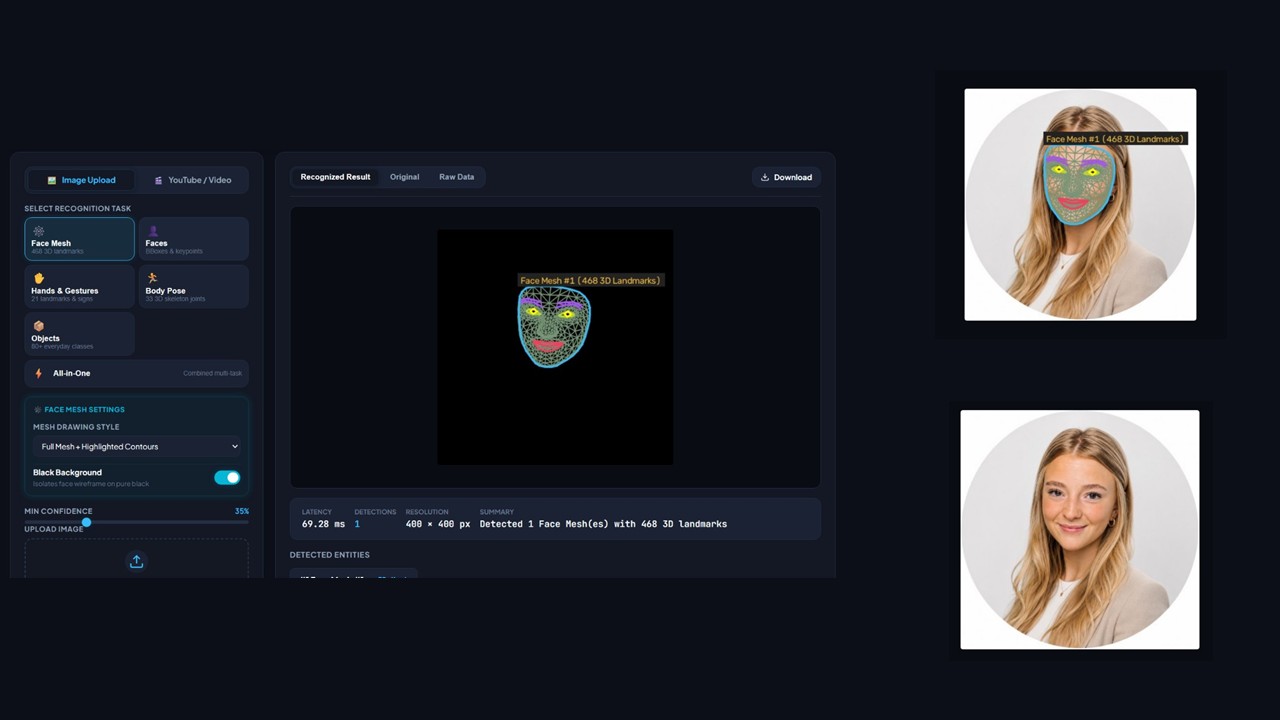 Image Upload
YouTube / Video
SELECT RECOGNITION TASK
Face Mesh
468 3D landmarks
Faces
BBoxes & keypoints
Hands & Gestures
21 landmarks & signs
Body Pose
33 3D skeleton joints
Objects
80+ everyday classes
All-in-One
Combined multi-task
FACE MESH SETTINGS
MESH DRAWING STYLE
Full Mesh + Highlighted Contours
Black Background
Isolates face wireframe on pure black
MIN CONFIDENCE
35%
UPLOAD IMAGE
Recognized Result
Original
Raw Data
Download
Face Mesh #1 (468 3D Landmarks)
LATENCY
69.28 ms
DETECTIONS
1
RESOLUTION
400 × 400 px
SUMMARY
Detected 1 Face Mesh(es) with 468 3D landmarks
DETECTED ENTITIES
Face Mesh #1 (468 3D Landmarks)